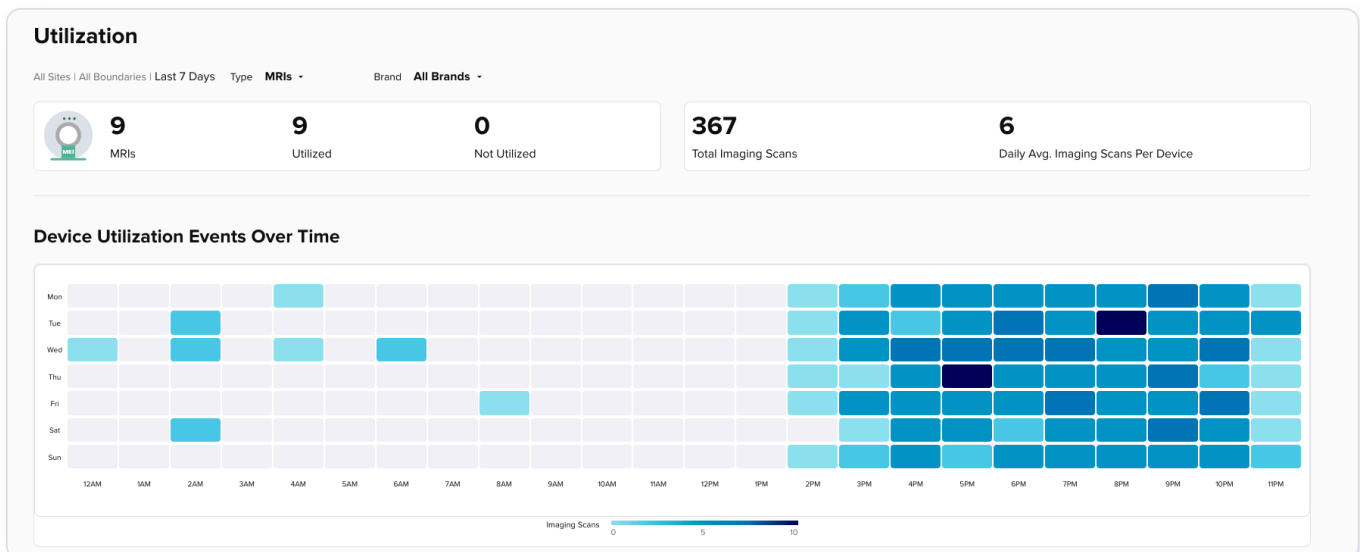 Utilization
All Sites | All Boundaries | Last 7 Days Type MRIs Brand All Brands
9 9 0 367 6
MRI
MRIs Utilized Not Utilized Total Imaging Scans Daily Avg. Imaging Scans Per Device
Device Utilization Events Over Time
Mon
Tue
Wed
Thu
Fri
Sat
Sun
12AM 1AM 2AM 3AM 4AM 5AM 6AM 7AM 8AM 9AM 10AM 11AM 12PM 1PM 2PM 3PM 4PM 5PM 6PM 7PM 8PM 9PM 10PM 11PM
Imaging Scans
0 5 10